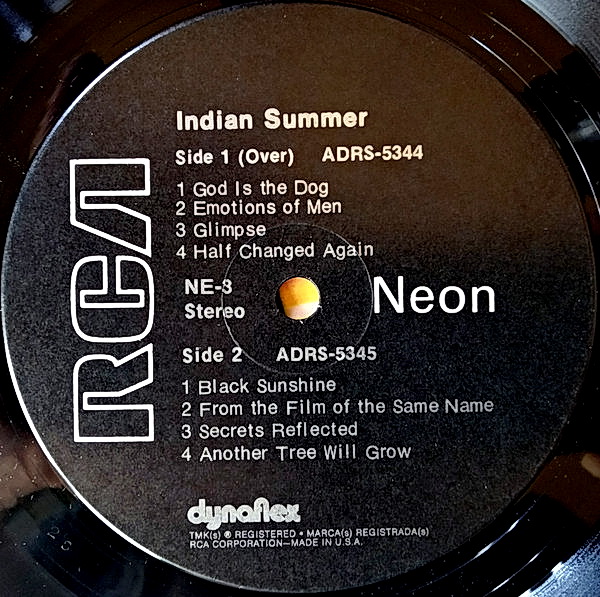 Indian Summer
Side 1 (Over) ADRS-5344
1 God Is the Dog
2 Emotions of Men
3 Glimpse
4 Half Changed Again
RCA
NE-3
Stereo
Neon
Side 2 ADRS-5345
1 Black Sunshine
2 From the Film of the Same Name
3 Secrets Reflected
4 Another Tree Will Grow
dynaflex
TMK(s) ® REGISTERED • MARCA(s) REGISTRADA(s)
RCA CORPORATION—MADE IN U.S.A.